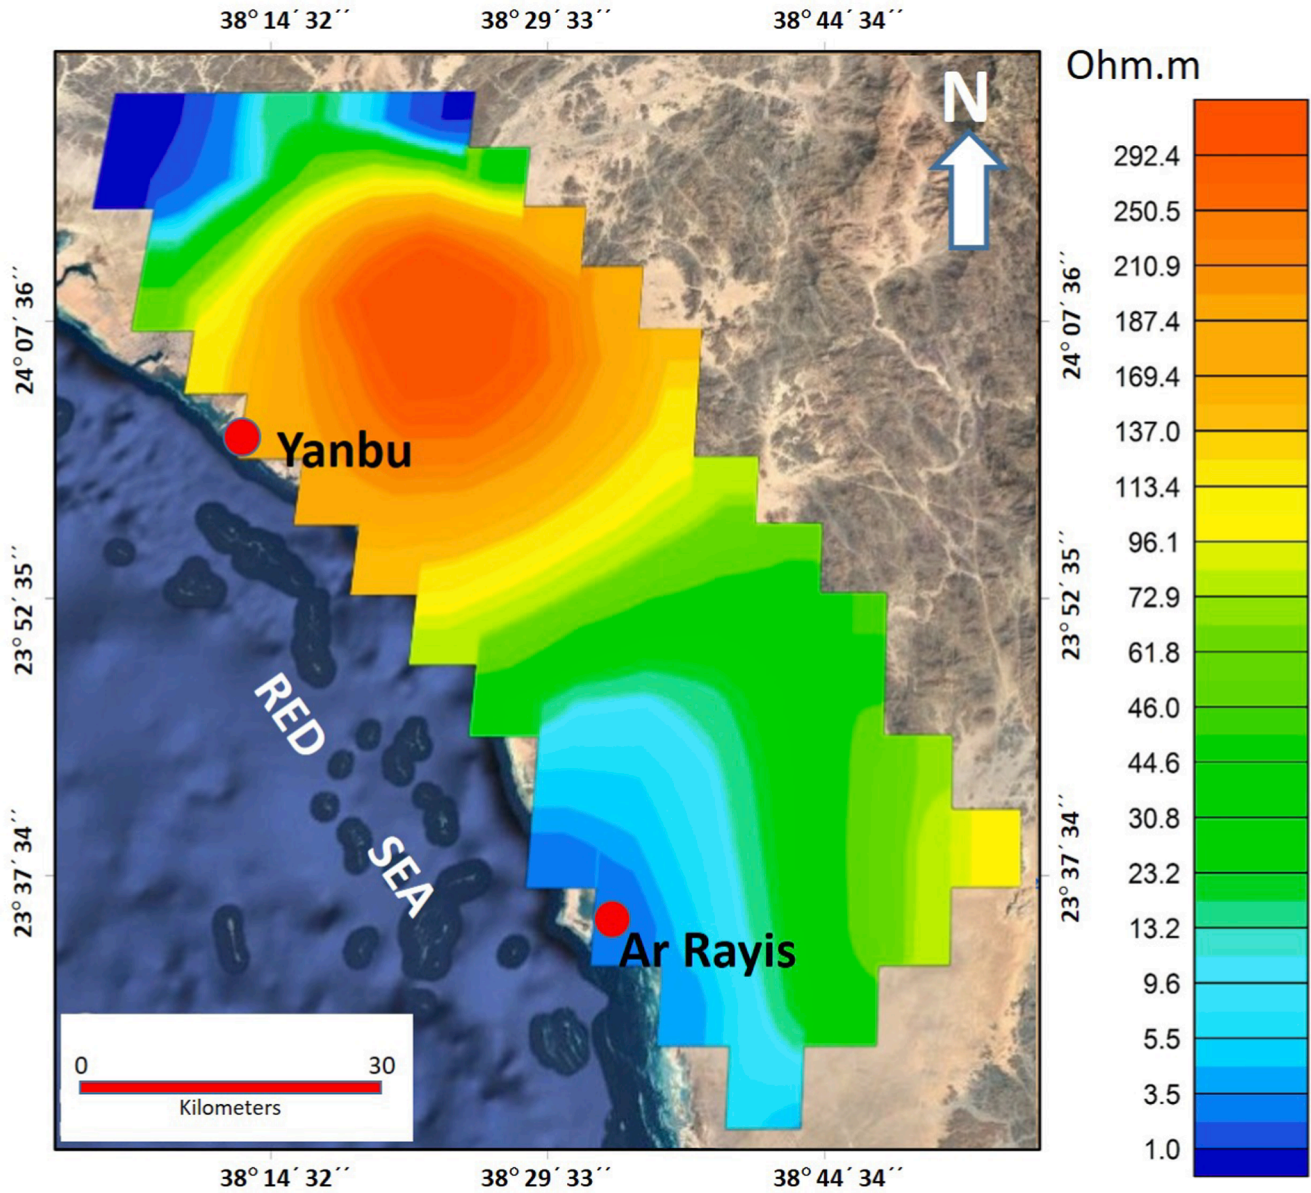 38° 14´ 32´´
38° 29´ 33´´
38° 44´ 34´´
Ohm.m
N
292.4
250.5
210.9
187.4
169.4
137.0
113.4
96.1
72.9
61.8
46.0
44.6
30.8
23.2
13.2
9.6
5.5
3.5
1.0
24° 07´ 36´´
24° 07´ 36´´
Yanbu
23° 52´ 35´´
23° 52´ 35´´
RED
SEA
23° 37´ 34´´
23° 37´ 34´´
Ar Rayis
0 30
Kilometers
38° 14´ 32´´
38° 29´ 33´´
38° 44´ 34´´